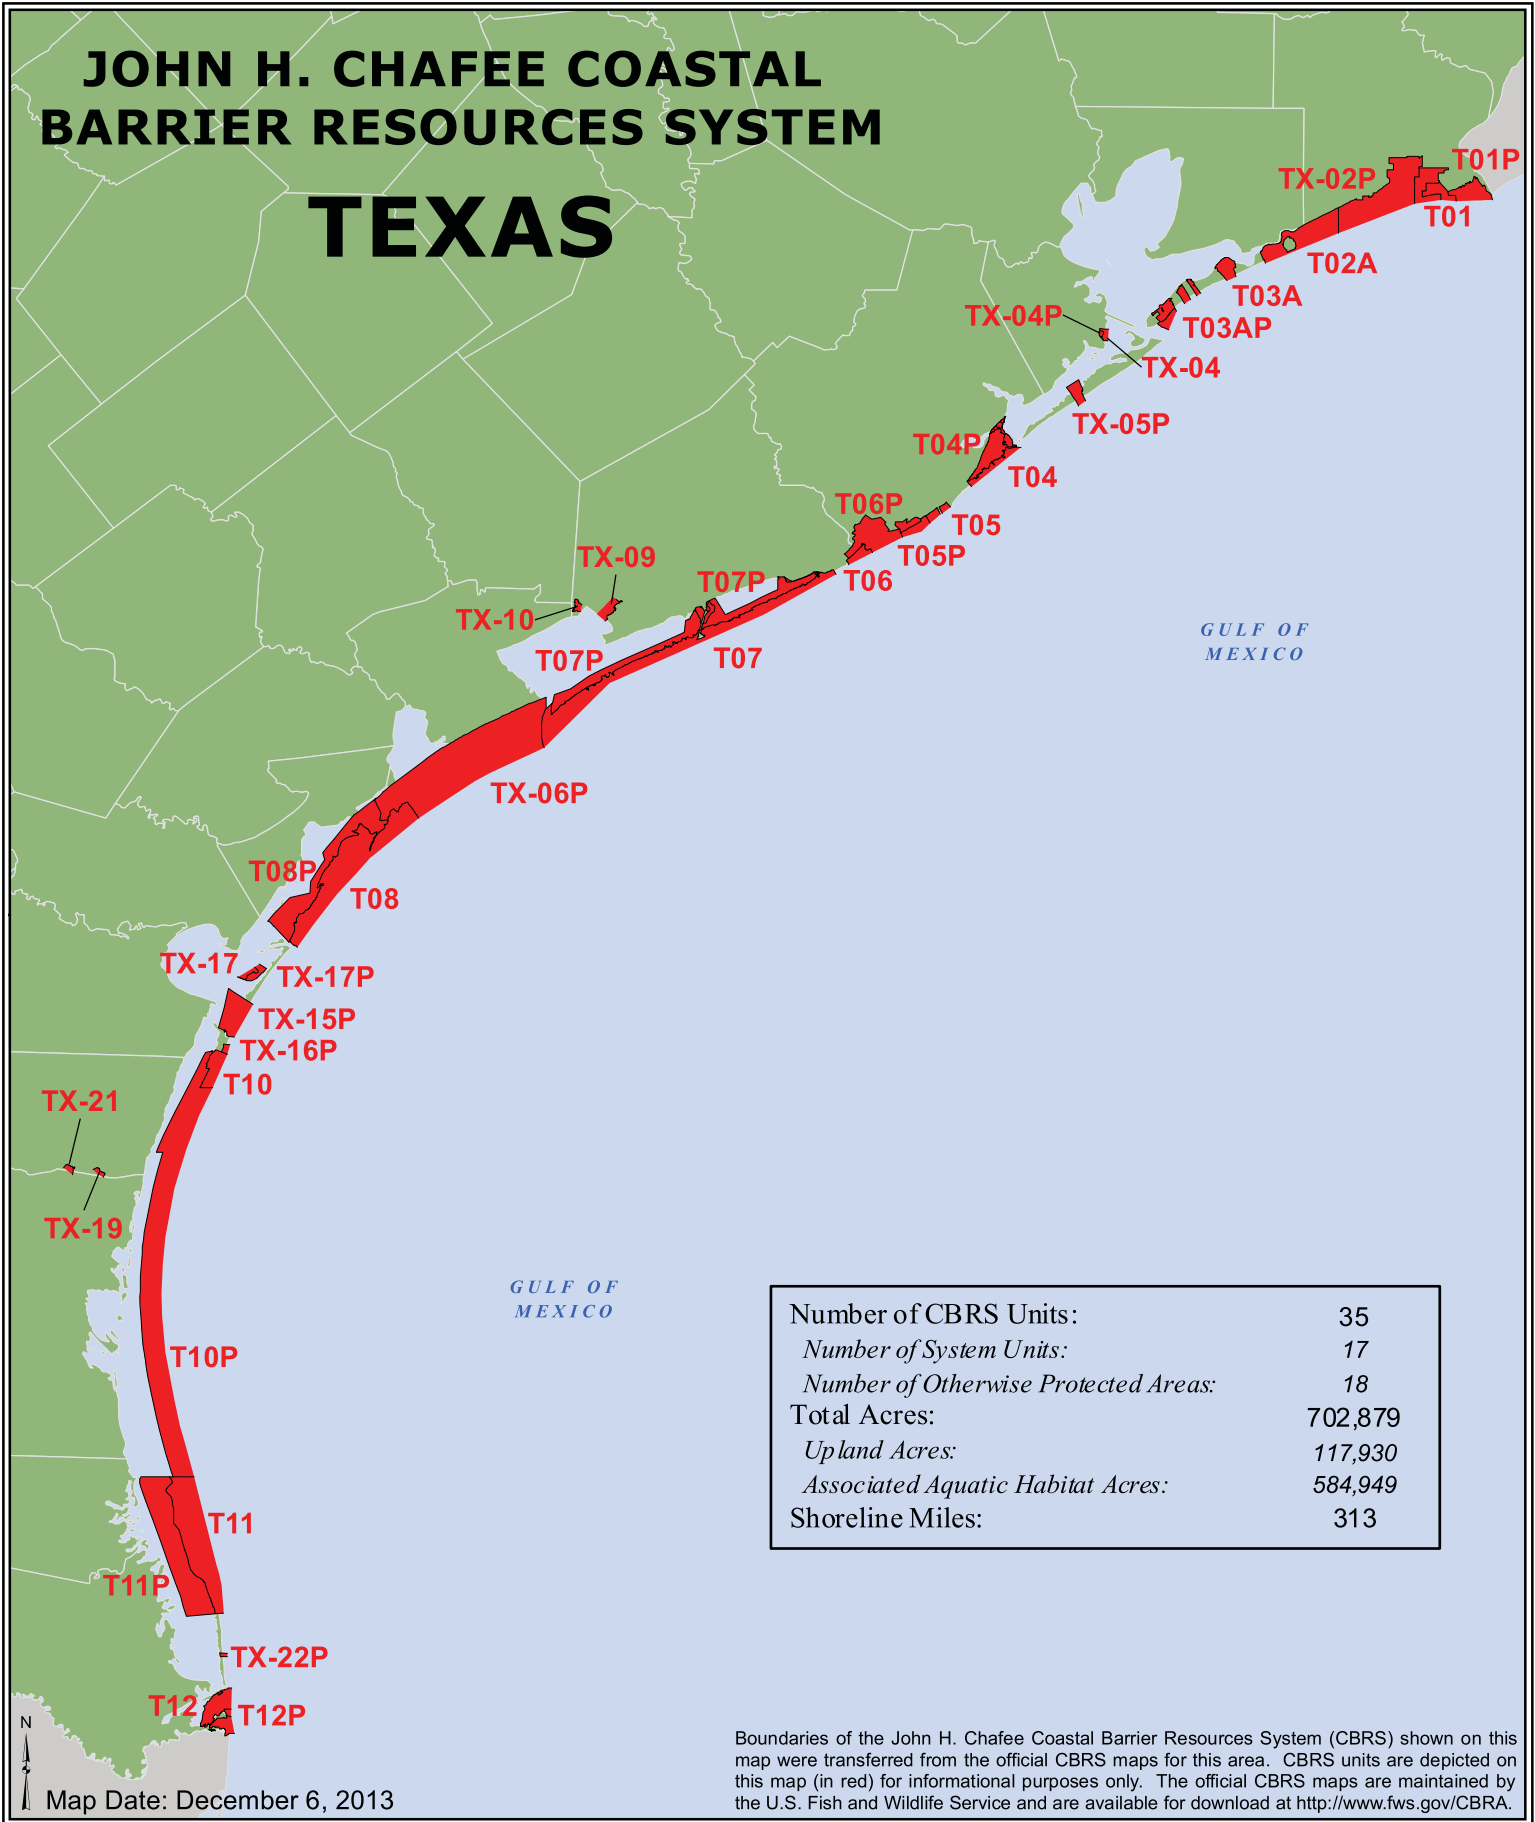 JOHN H. CHAFEE COASTAL
BARRIER RESOURCES SYSTEM
TEXAS
T01P
TX-02P
T01
T02A
T03A
TX-04P
T03AP
TX-04
TX-05P
T04P
T04
T06P
T05
T05P
TX-09
T07P
T06
TX-10
T07P
T07
GULF OF
MEXICO
TX-06P
T08P
T08
TX-17
TX-17P
TX-15P
TX-16P
T10
TX-21
TX-19
GULF OF
MEXICO
T10P
Number of CBRS Units: 35
Number of System Units: 17
Number of Otherwise Protected Areas: 18
Total Acres: 702,879
Upland Acres: 117,930
Associated Aquatic Habitat Acres: 584,949
Shoreline Miles: 313
T11
T11P
TX-22P
T12
T12P
N
Map Date: December 6, 2013
Boundaries of the John H. Chafee Coastal Barrier Resources System (CBRS) shown on this
map were transferred from the official CBRS maps for this area. CBRS units are depicted on
this map (in red) for informational purposes only. The official CBRS maps are maintained by
the U.S. Fish and Wildlife Service and are available for download at http://www.fws.gov/CBRA.